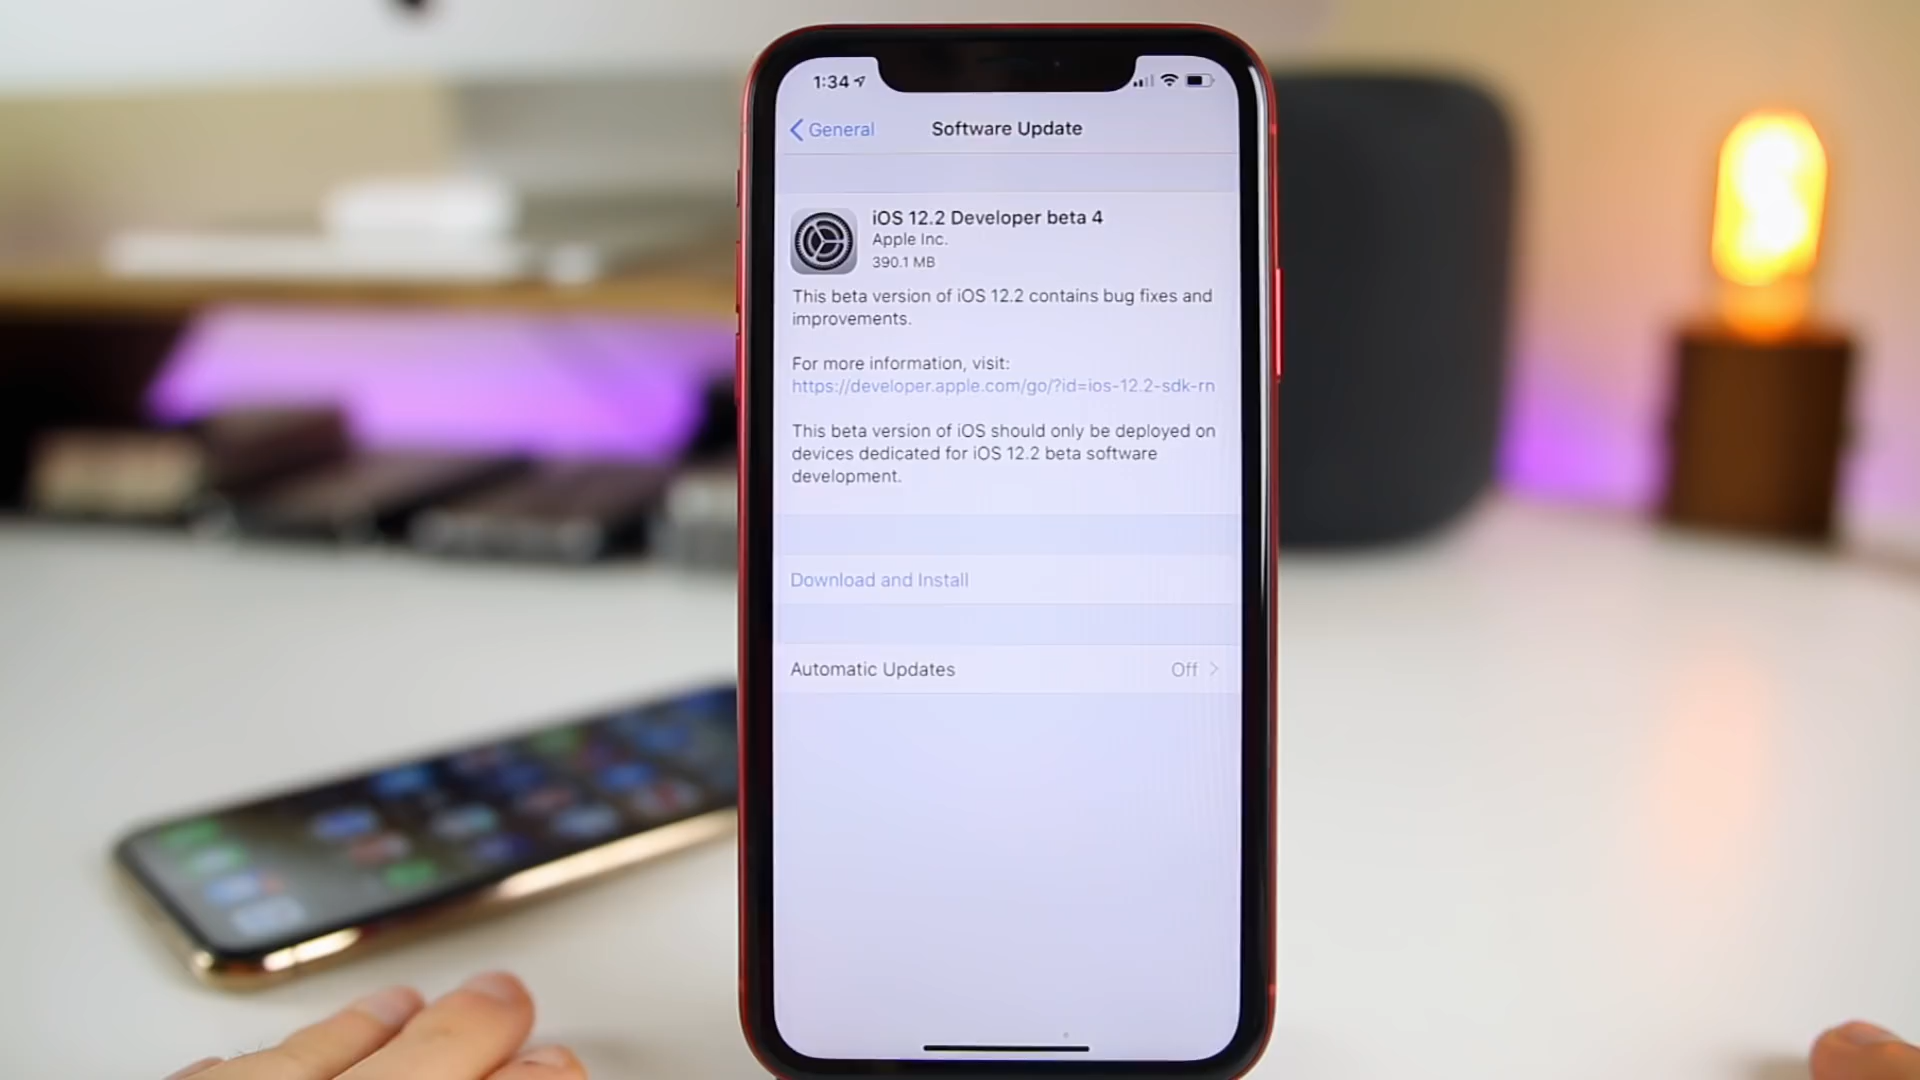 1:34
General
Software Update
iOS 12.2 Developer beta 4
Apple Inc.
390.1 MB
This beta version of iOS 12.2 contains bug fixes and
improvements.
For more information, visit:
https://developer.apple.com/go/?id=ios-12.2-sdk-rn
This beta version of iOS should only be deployed on
devices dedicated for iOS 12.2 beta software
development.
Download and Install
Automatic Updates Off